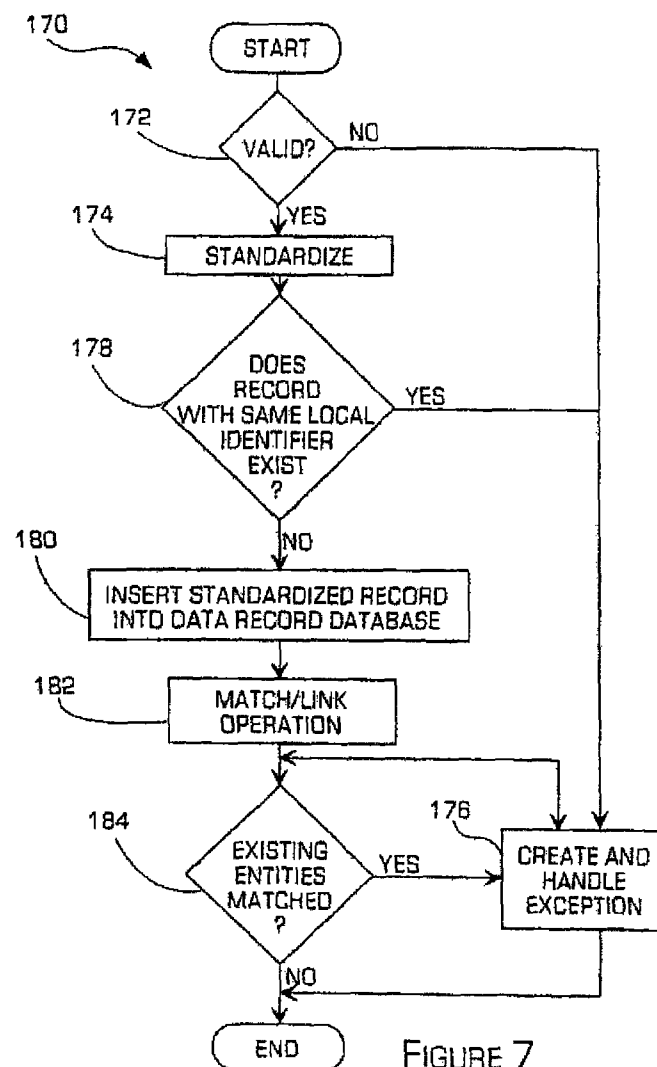 170
START
172
VALID?
NO
YES
174
STANDARDIZE
178
DOES
RECORD
WITH SAME LOCAL
IDENTIFIER
EXIST
?
YES
NO
180
INSERT STANDARDIZED RECORD
INTO DATA RECORD DATABASE
182
MATCH/LINK
OPERATION
184
EXISTING
ENTITIES
MATCHED
?
YES
176
CREATE AND
HANDLE
EXCEPTION
NO
END
FIGURE 7